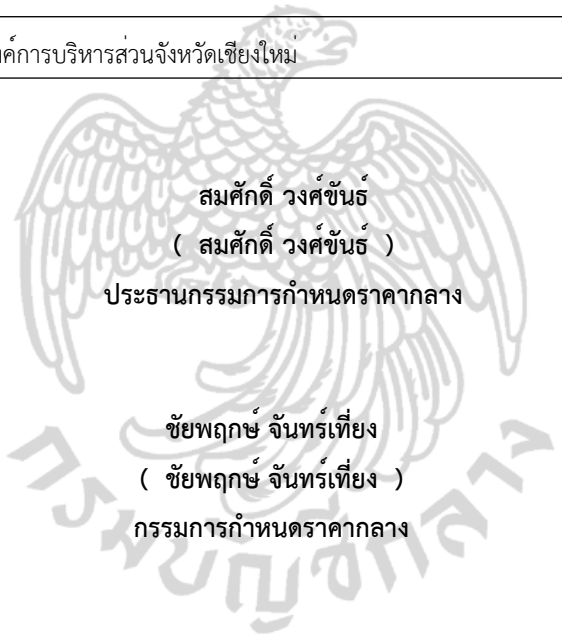 การบริหารส่วนจังหวัดเชียงใหม่
สมศักดิ์ วงศ์ขันธ์
( สมศักดิ์ วงศ์ขันธ์ )
ประธานกรรมการกำหนดราคากลาง
ชัยพฤกษ์ จันทร์เที่ยง
( ชัยพฤกษ์ จันทร์เที่ยง )
กรรมการกำหนดราคากลาง
กรมบัญชีกลาง